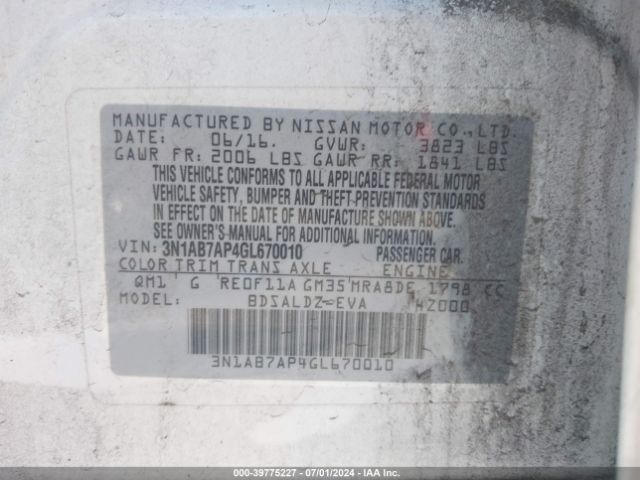 MANUFACTURED BY NISSAN MOTOR CO., LTD.
DATE: 06/16. GVWR: 3823 LBS
GAWR FR: 2006 LBS GAWR RR: 1841 LBS
THIS VEHICLE CONFORMS TO ALL APPLICABLE FEDERAL MOTOR
VEHICLE SAFETY, BUMPER AND THEFT PREVENTION STANDARDS
IN EFFECT ON THE DATE OF MANUFACTURE SHOWN ABOVE.
SEE OWNER'S MANUAL FOR ADDITIONAL INFORMATION.
VIN: 3N1AB7AP4GL670010 PASSENGER CAR.
COLOR TRIM TRANS AXLE ENGINE
QM1 G RE0F11A GM35 MRA8DE 1798 CC
MODEL: BDSALDZ-EVA 42000
3N1AB7AP4GL670010
000-39775227 - 07/01/2024 - IAA Inc.